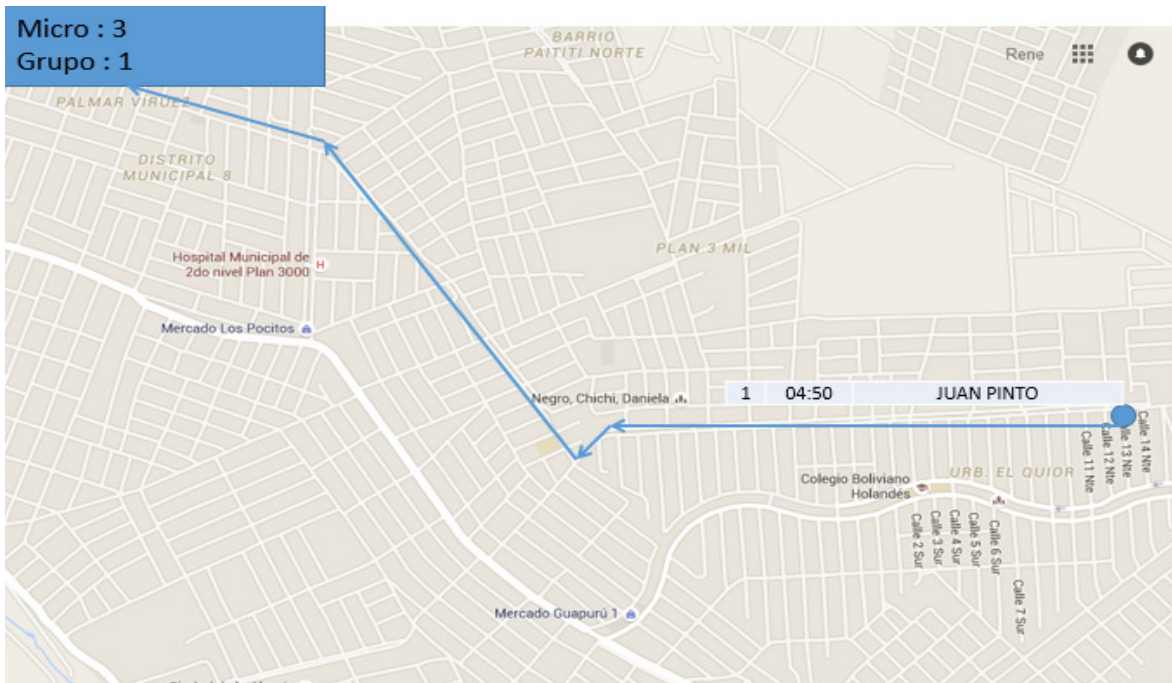 Micro : 3
Grupo : 1
BARRIO
PAITITI NORTE
Rene
PALMAR VIRUEZ
DISTRITO
MUNICIPAL 8
PLAN 3 MIL
Hospital Municipal de
2do nivel Plan 3000
H
Mercado Los Pocitos
Negro, Chichi, Daniela
1 04:50 JUAN PINTO
Calle 11 Nte
Calle 12 Nte
Calle 13 Nte
Calle 14 Nte
Colegio Boliviano
Holandés
URB. EL QUIOR
Calle 2 Sur
Calle 3 Sur
Calle 4 Sur
Calle 5 Sur
Calle 6 Sur
Calle 7 Sur
Mercado Guapurú 1